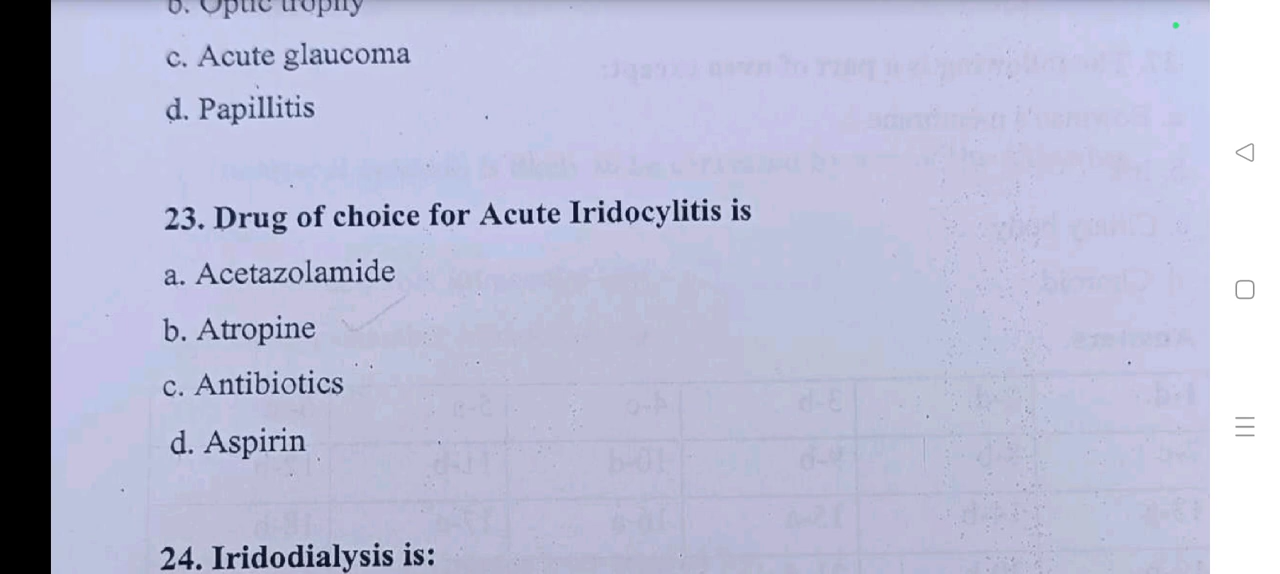 c. Acute glaucoma
d. Papillitis
23. Drug of choice for Acute Iridocylitis is
a. Acetazolamide
b. Atropine
c. Antibiotics
d. Aspirin
24. Iridodialysis is: